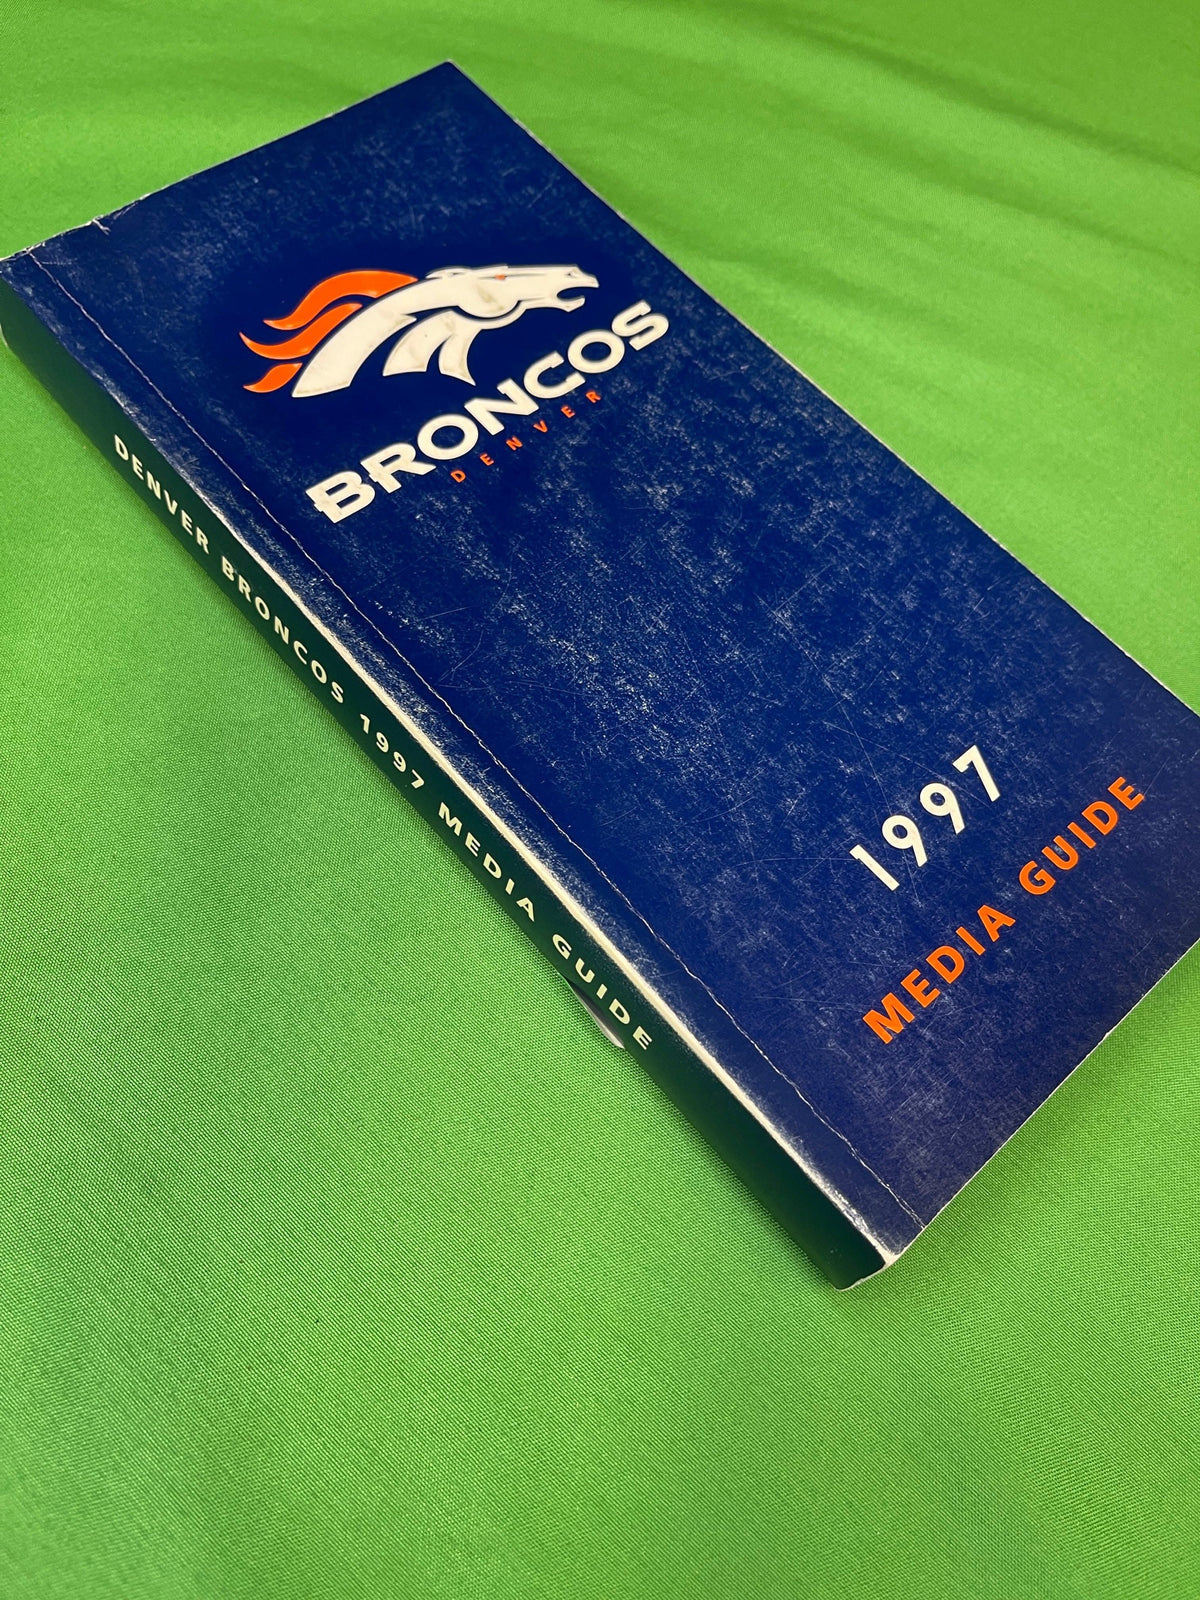 BRONCOS
DENVER
1997
MEDIA GUIDE
DENVER BRONCOS 1997 MEDIA GUIDE